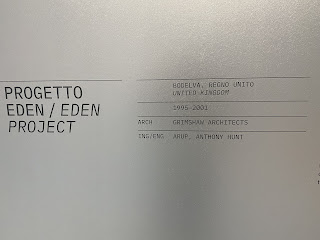 PROGETTO
EDEN / EDEN
PROJECT
BODELVA, REGNO UNITO
UNITED KINGDOM
1995-2001
ARCH GRIMSHAW ARCHITECTS
ING/ENG ARUP, ANTHONY HUNT